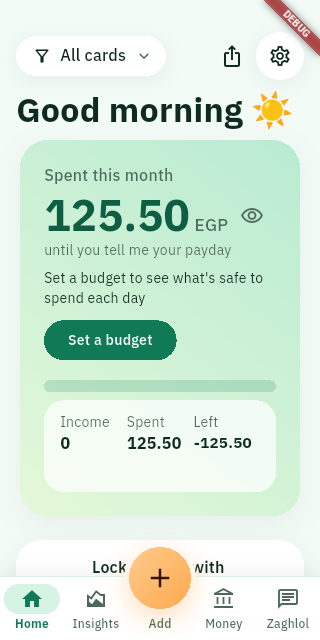 DEBUG
All cards
Good morning ☀️
Spent this month
125.50 EGP
until you tell me your payday
Set a budget to see what's safe to
spend each day
Set a budget
Income Spent Left
0 125.50 -125.50
Lock with
Home Insights Add Money Zaghlol